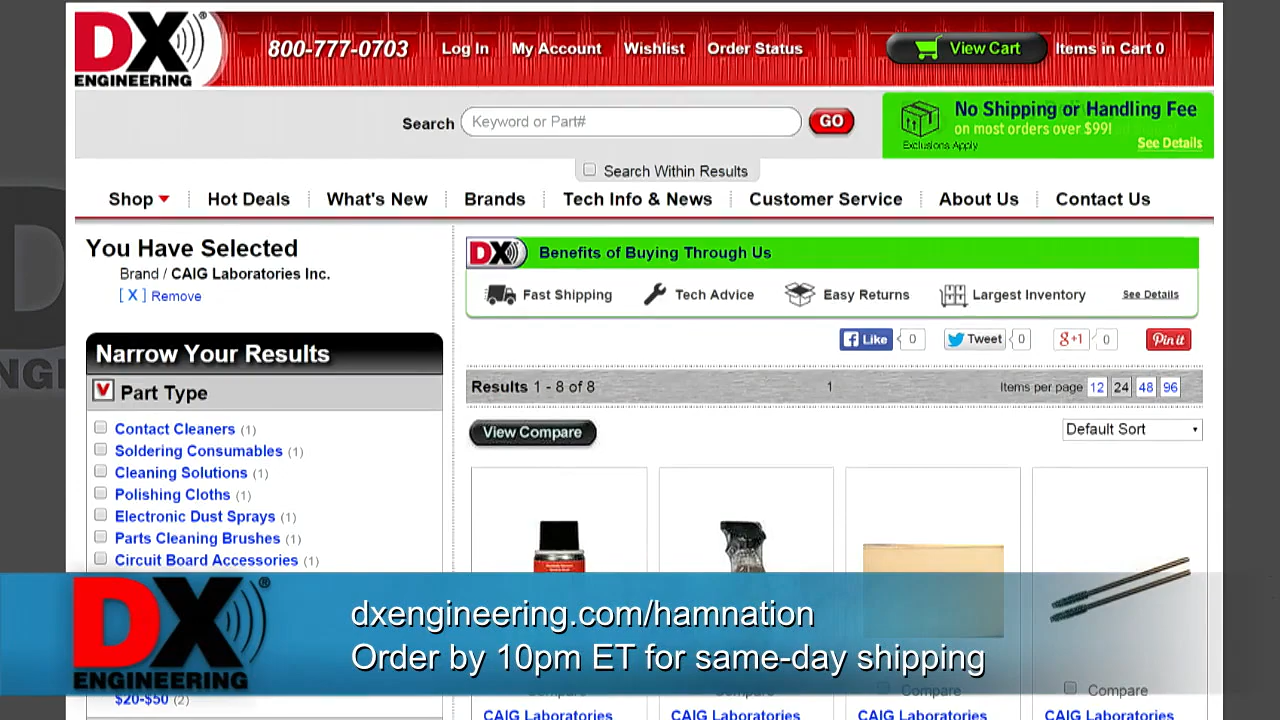 DX ENGINEERING
800-777-0703
Log In
My Account
Wishlist
Order Status
View Cart
Items in Cart 0
Search
Keyword or Part#
GO
No Shipping or Handling Fee
on most orders over $99!
Exclusions Apply
See Details
Search Within Results
Shop
Hot Deals
What's New
Brands
Tech Info & News
Customer Service
About Us
Contact Us
You Have Selected
Brand / CAIG Laboratories Inc.
[ X ] Remove
DX
Benefits of Buying Through Us
Fast Shipping
Tech Advice
Easy Returns
Largest Inventory
See Details
Like 0
Tweet 0
g+1 0
Pin it
Narrow Your Results
Part Type
Results 1 - 8 of 8
1
Items per page 12 24 48 96
View Compare
Default Sort
Contact Cleaners (1)
Soldering Consumables (1)
Cleaning Solutions (1)
Polishing Cloths (1)
Electronic Dust Sprays (1)
Parts Cleaning Brushes (1)
Circuit Board Accessories (1)
DX ENGINEERING®
dxengineering.com/hamnation
Order by 10pm ET for same-day shipping
$20-$50 (2)
Compare
Compare
Compare
Compare
CAIG Laboratories
CAIG Laboratories
CAIG Laboratories
CAIG Laboratories